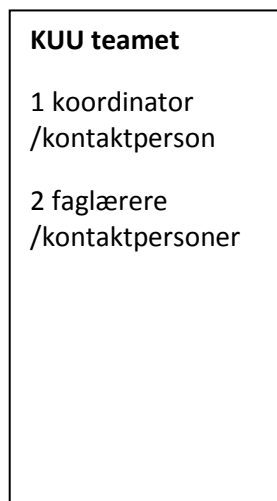 KUU teamet
1 koordinator
/kontaktperson
2 faglærere
/kontaktpersoner